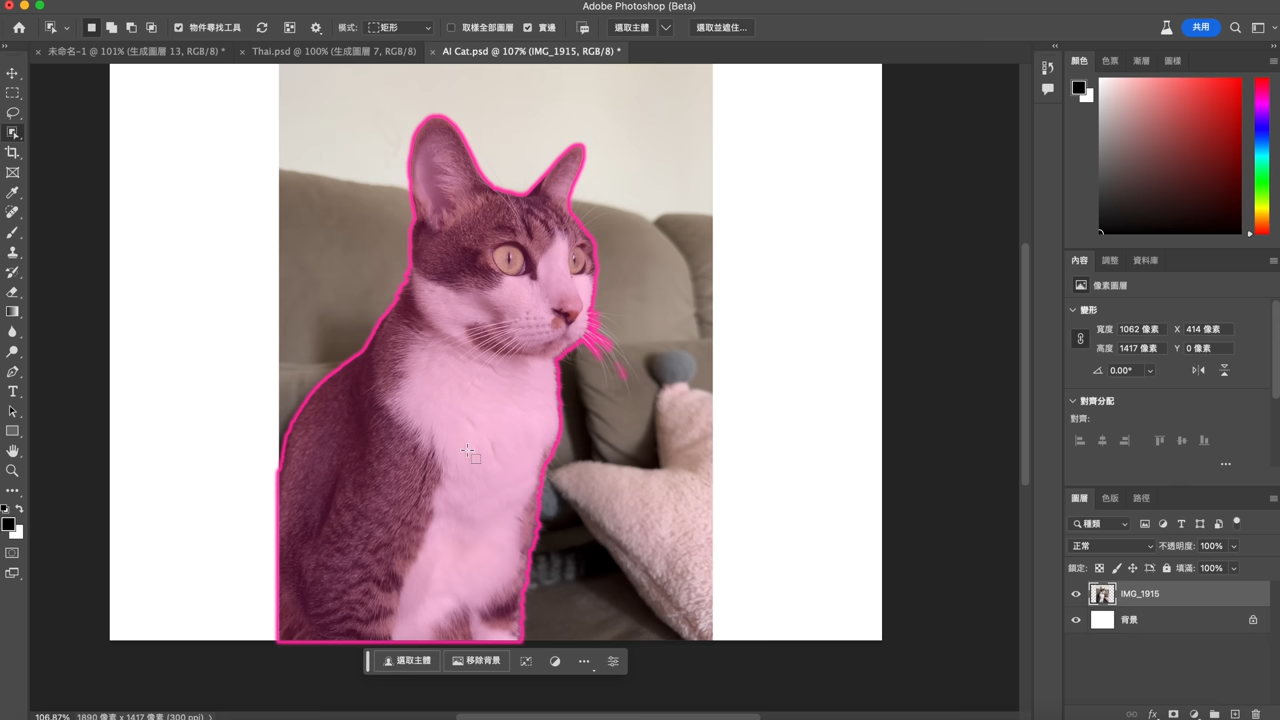 Adobe Photoshop (Beta)
物件尋找工具 模式: 矩形 取樣全部圖層 實邊 選取主體 選取並遮住... 共用
未命名-1 @ 101% (生成圖層 13, RGB/8) * Thai.psd @ 100% (生成圖層 7, RGB/8) AI Cat.psd @ 107% (IMG_1915, RGB/8) *
顏色 色票 漸層 圖樣
內容 調整 資料庫
像素圖層
變形
寬度 1062 像素 X 414 像素
高度 1417 像素 Y 0 像素
0.00°
對齊分配
對齊:
圖層 色版 路徑
種類
正常 不透明度: 100%
鎖定: 填滿: 100%
IMG_1915
背景
選取主體 移除背景
106.87% 1890 像素 x 1417 像素 (300 ppi)